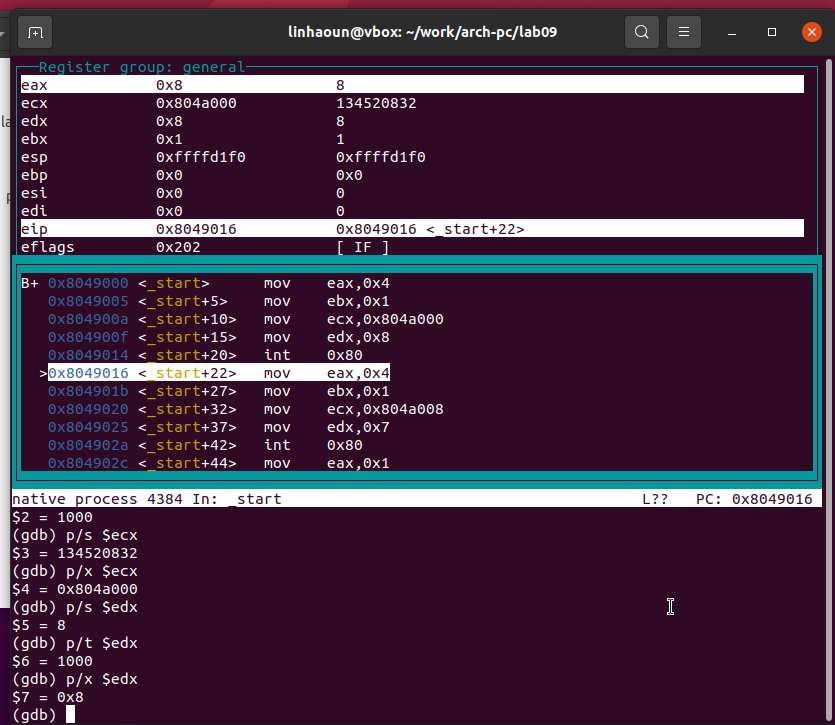 linhaoun@vbox: ~/work/arch-pc/lab09
Register group: general
eax 0x8 8
ecx 0x804a000 134520832
edx 0x8 8
ebx 0x1 1
esp 0xffffd1f0 0xffffd1f0
ebp 0x0 0x0
esi 0x0 0
edi 0x0 0
eip 0x8049016 0x8049016 <_start+22>
eflags 0x202 [ IF ]
B+ 0x8049000 <_start> mov eax,0x4
0x8049005 <_start+5> mov ebx,0x1
0x804900a <_start+10> mov ecx,0x804a000
0x804900f <_start+15> mov edx,0x8
0x8049014 <_start+20> int 0x80
>0x8049016 <_start+22> mov eax,0x4
0x804901b <_start+27> mov ebx,0x1
0x8049020 <_start+32> mov ecx,0x804a008
0x8049025 <_start+37> mov edx,0x7
0x804902a <_start+42> int 0x80
0x804902c <_start+44> mov eax,0x1
native process 4384 In: _start L?? PC: 0x8049016
$2 = 1000
(gdb) p/s $ecx
$3 = 134520832
(gdb) p/x $ecx
$4 = 0x804a000
(gdb) p/s $edx
$5 = 8
(gdb) p/t $edx
$6 = 1000
(gdb) p/x $edx
$7 = 0x8
(gdb)